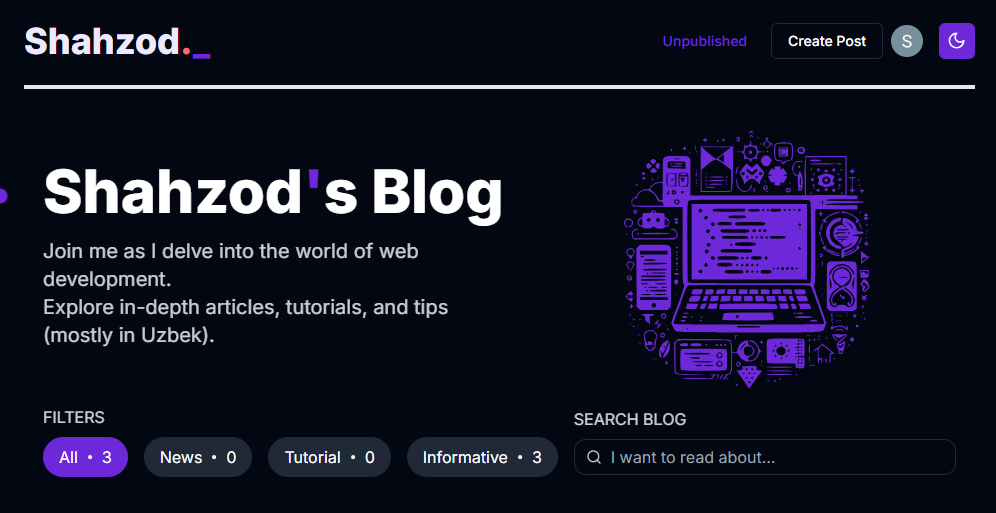 Shahzod._
Unpublished
Create Post
S
Shahzod's Blog
Join me as I delve into the world of web
development.
Explore in-depth articles, tutorials, and tips
(mostly in Uzbek).
FILTERS
SEARCH BLOG
All • 3
News • 0
Tutorial • 0
Informative • 3
I want to read about...